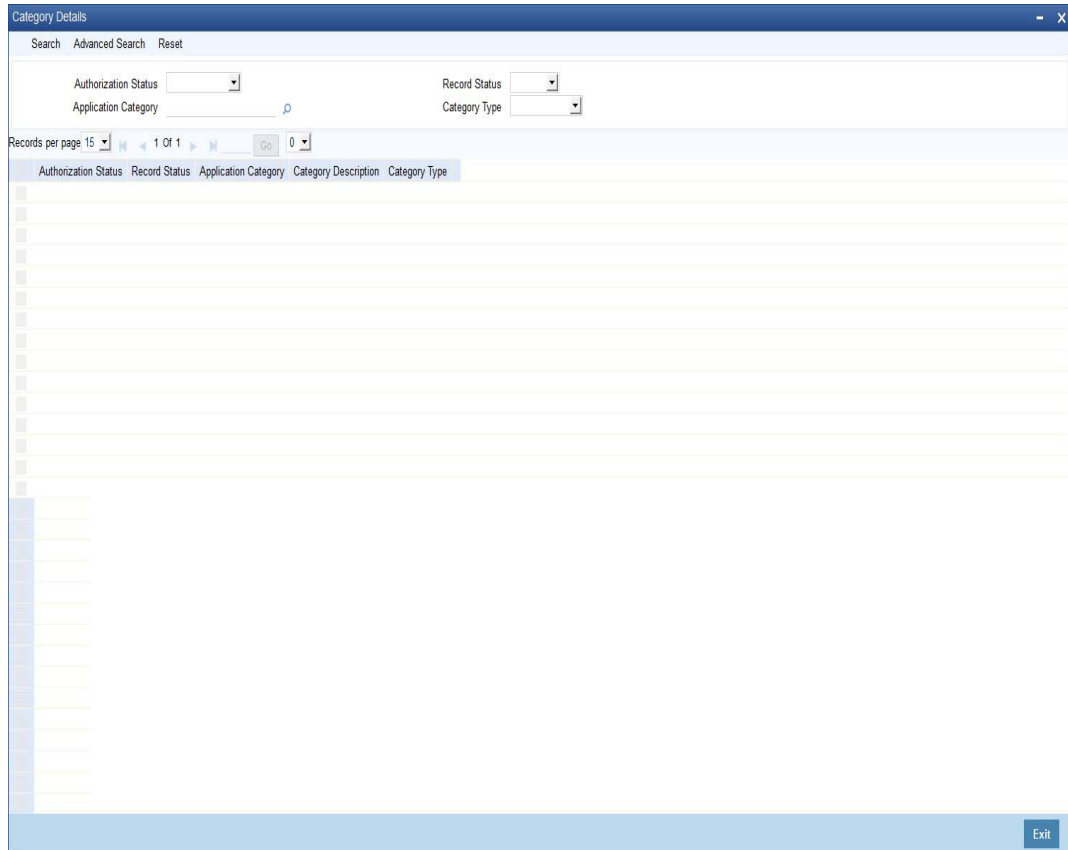 Category Details
Search Advanced Search Reset
Authorization Status Record Status
Application Category Category Type
Records per page 15 1 Of 1 Go 0
Authorization Status Record Status Application Category Category Description Category Type
Exit